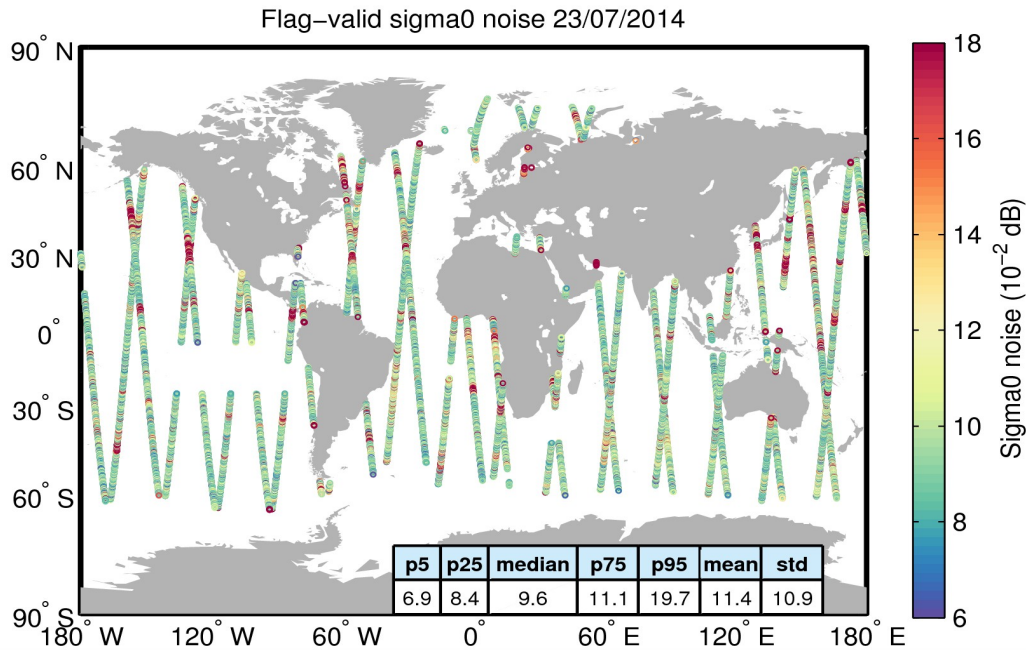 Flag−valid sigma0 noise 23/07/2014
90° N
60° N
30° N
0°
30° S
60° S
90° S
180° W
120° W
60° W
0°
60° E
120° E
180° E
p5 p25 median p75 p95 mean std
6.9 8.4 9.6 11.1 19.7 11.4 10.9
18
16
14
12
10
8
6
Sigma0 noise (10⁻² dB)